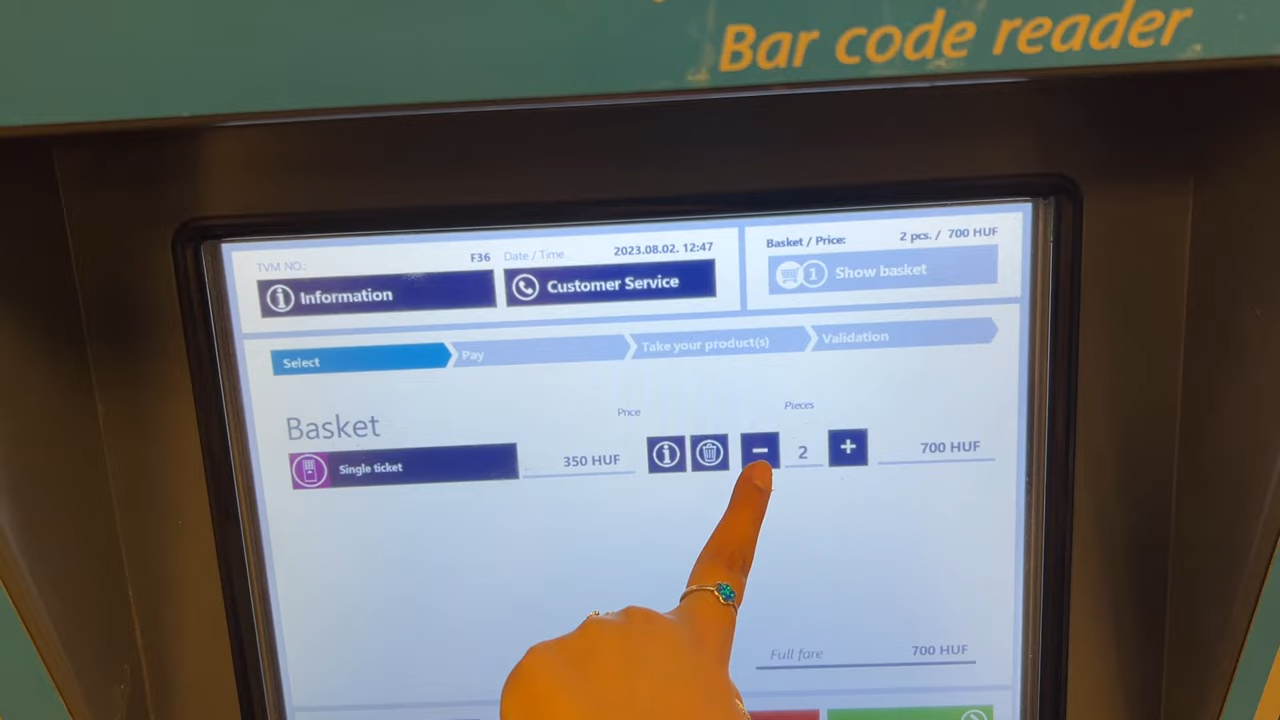 Bar code reader
TVM NO.: F36 Date / Time 2023.08.02. 12:47
Information
Customer Service
Basket / Price: 2 pcs. / 700 HUF
1 Show basket
Select
Pay
Take your product(s)
Validation
Basket
Price
Pieces
Single ticket
350 HUF
−
2
+
700 HUF
Full fare 700 HUF